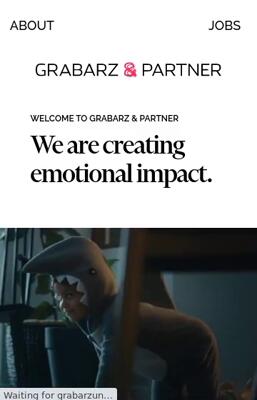 ABOUT JOBS
GRABARZ & PARTNER
WELCOME TO GRABARZ & PARTNER
We are creating
emotional impact.
Waiting for grabarzun...